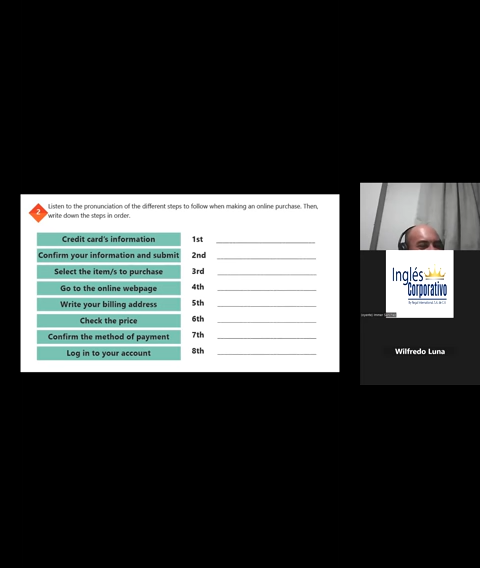 2
Listen to the pronunciation of the different steps to follow when making an online purchase. Then,
write down the steps in order.
Credit card's information
Confirm your information and submit
Select the item/s to purchase
Go to the online webpage
Write your billing address
Check the price
Confirm the method of payment
Log in to your account
1st
2nd
3rd
4th
5th
6th
7th
8th
Inglés
Corporativo
Wilfredo Luna